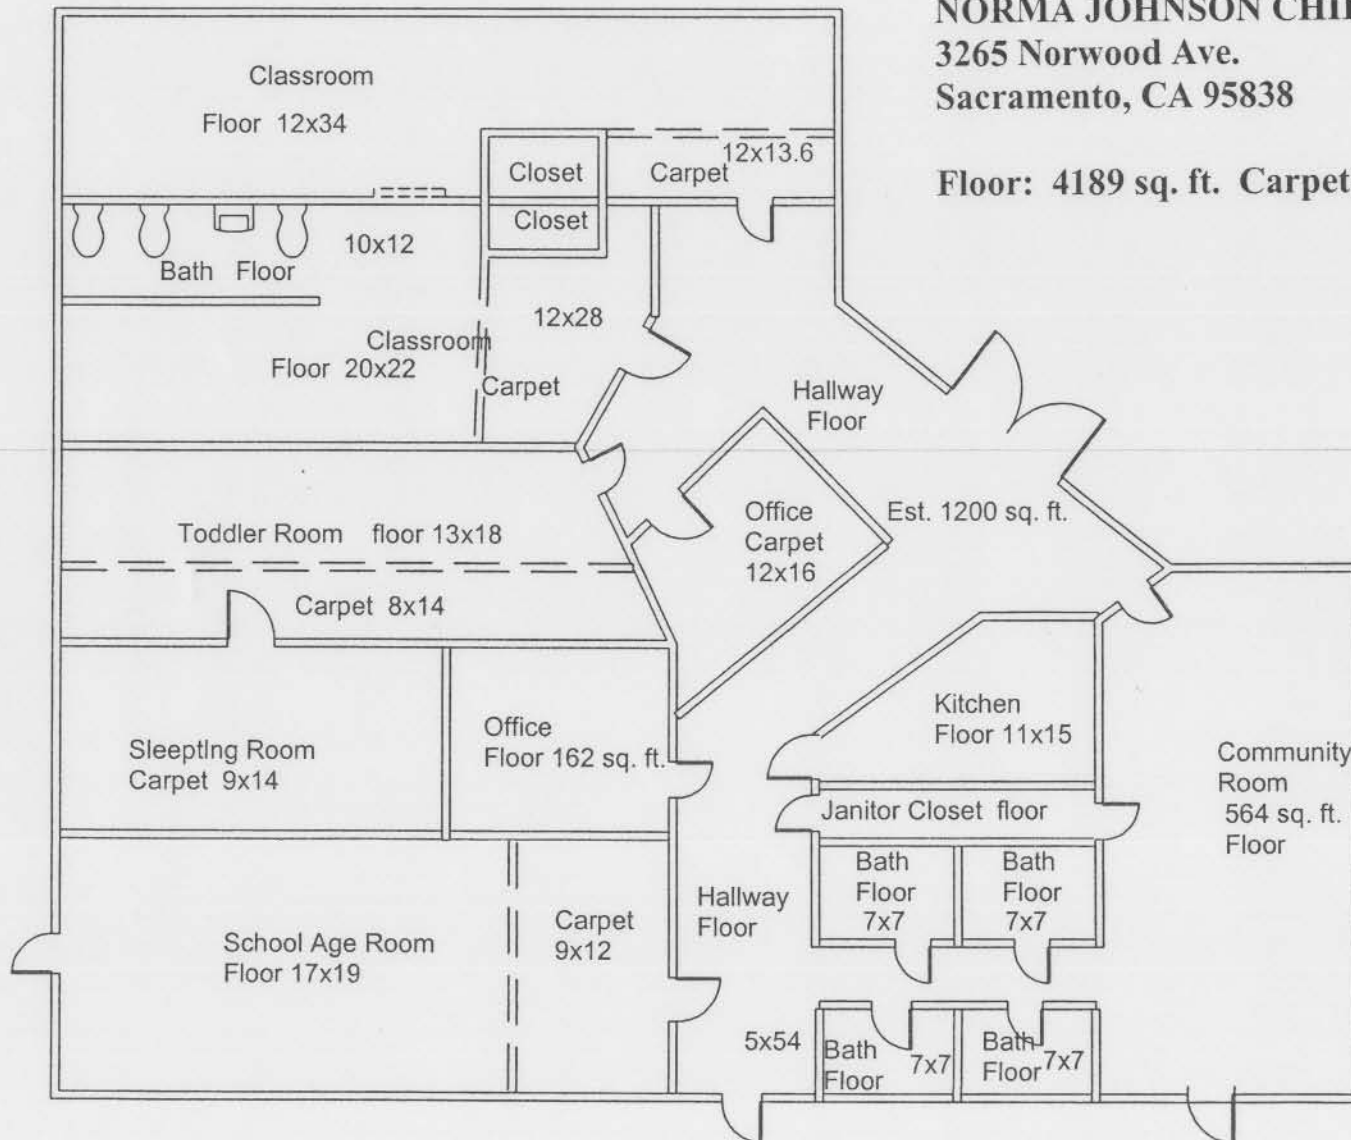 NORMA JOHNSON
3265 Norwood Ave.
Sacramento, CA 95838
Floor: 4189 sq. ft. Carpet
Classroom
Floor 12x34
Closet
Carpet
12x13.6
Closet
10x12
Bath Floor
12x28
Classroom
Floor 20x22
Carpet
Hallway
Floor
Est. 1200 sq. ft.
Office
Carpet
12x16
Toddler Room floor 13x18
Carpet 8x14
Office
Floor 162 sq. ft.
SleeptIng Room
Carpet 9x14
Kitchen
Floor 11x15
Community
Room
564 sq. ft.
Floor
Janitor Closet floor
Bath
Floor
7x7
Bath
Floor
7x7
Hallway
Floor
Carpet
9x12
School Age Room
Floor 17x19
5x54
Bath
Floor
7x7
Bath
Floor
7x7